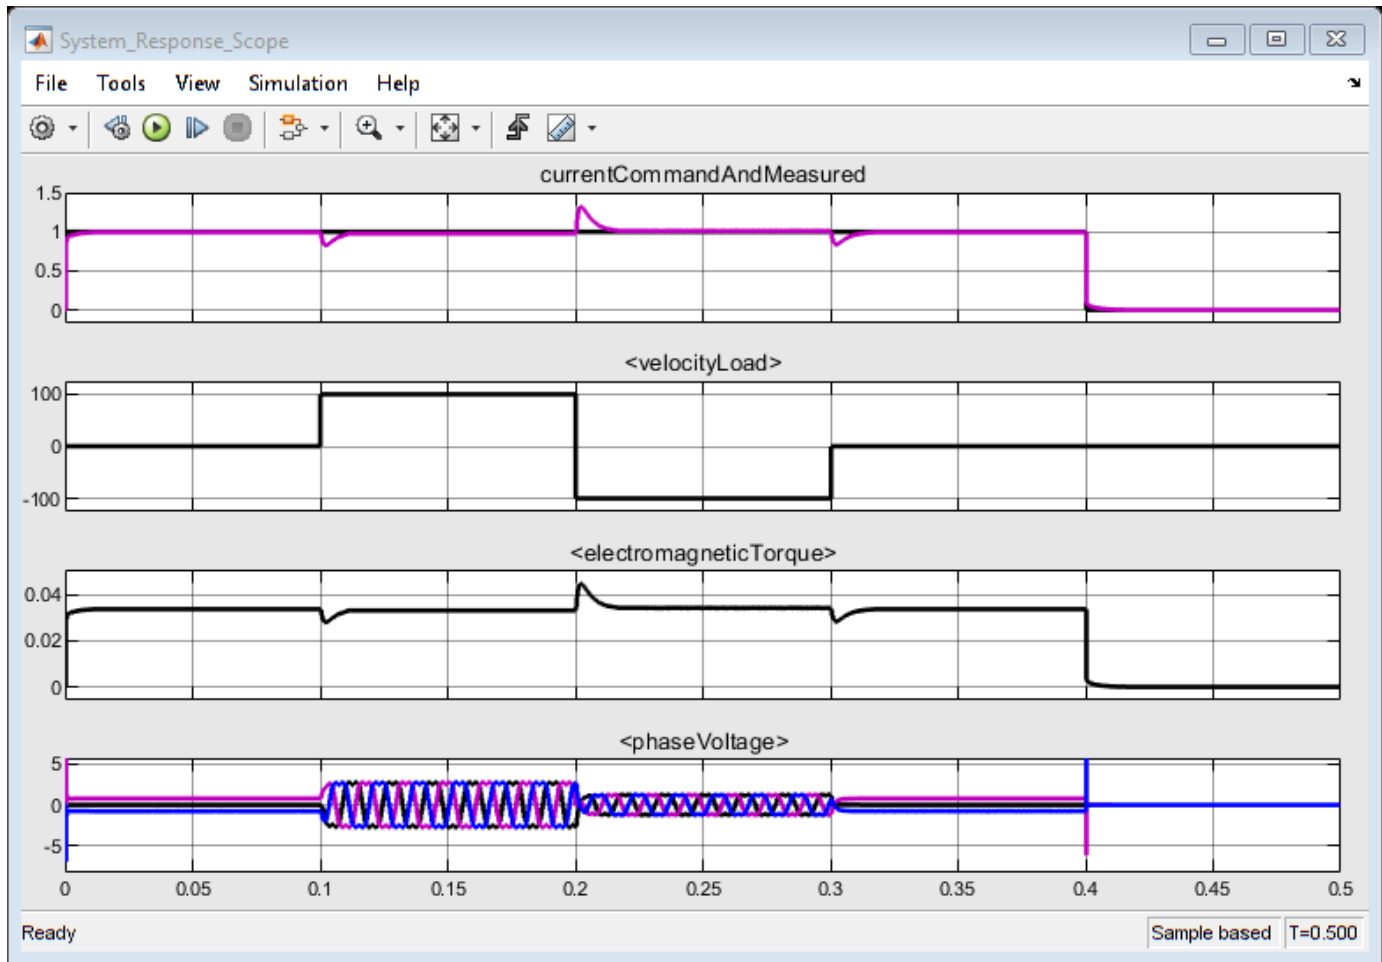 System_Response_Scope
File Tools View Simulation Help
currentCommandAndMeasured
1.5
1
0.5
0
<velocityLoad>
100
0
-100
<electromagneticTorque>
0.04
0.02
0
<phaseVoltage>
5
0
-5
0 0.05 0.1 0.15 0.2 0.25 0.3 0.35 0.4 0.45 0.5
Ready Sample based T=0.500